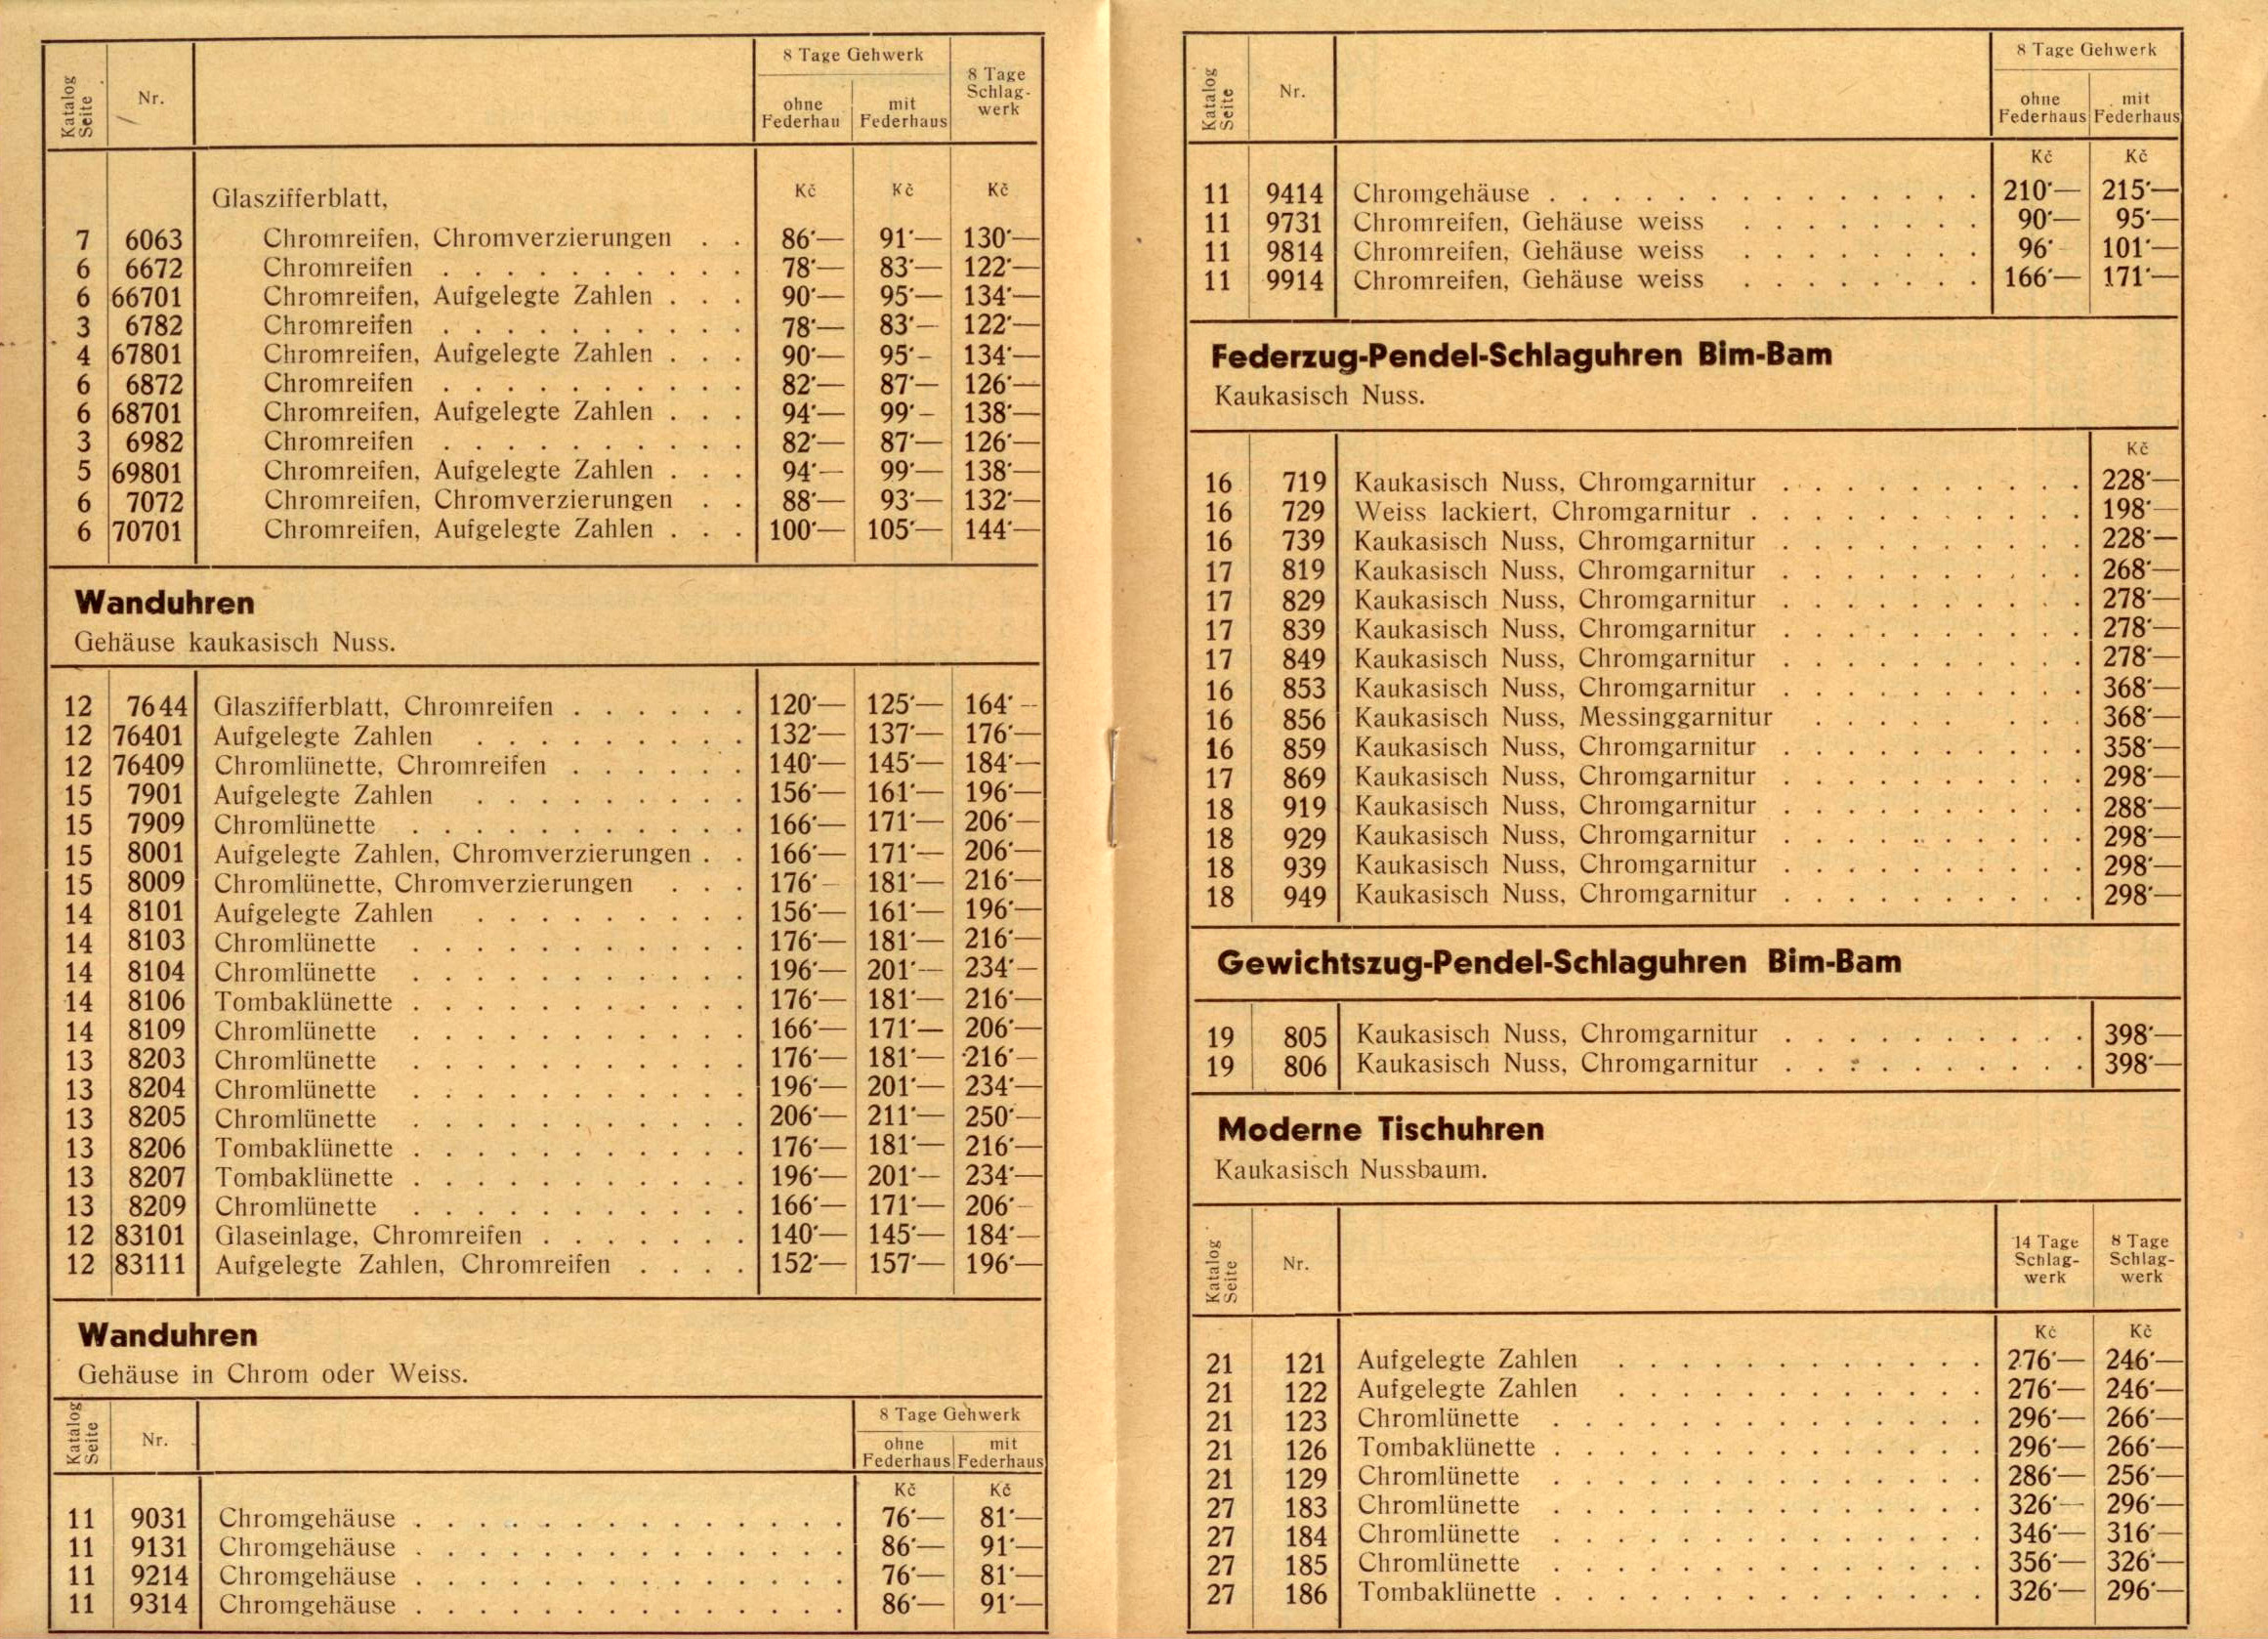 Katalog Seite Nr. 8 Tage Gehwerk 8 Tage Schlag-werk
ohne Federhau mit Federhaus
Kč Kč Kč
Glaszifferblatt,
7 6063 Chromreifen, Chromverzierungen . . 86·— 91·— 130·—
6 6672 Chromreifen . . . . . . . . . . 78·— 83·— 122·—
6 66701 Chromreifen, Aufgelegte Zahlen . . . 90·— 95·— 134·—
3 6782 Chromreifen . . . . . . . . . . 78·— 83·— 122·—
4 67801 Chromreifen, Aufgelegte Zahlen . . . 90·— 95·— 134·—
6 6872 Chromreifen . . . . . . . . . . 82·— 87·— 126·—
6 68701 Chromreifen, Aufgelegte Zahlen . . . 94·— 99·— 138·—
3 6982 Chromreifen . . . . . . . . . . 82·— 87·— 126·—
5 69801 Chromreifen, Aufgelegte Zahlen . . . 94·— 99·— 138·—
6 7072 Chromreifen, Chromverzierungen . . 88·— 93·— 132·—
6 70701 Chromreifen, Aufgelegte Zahlen . . . 100·— 105·— 144·—
Wanduhren
Gehäuse kaukasisch Nuss.
12 7644 Glaszifferblatt, Chromreifen . . . . . . 120·— 125·— 164·—
12 76401 Aufgelegte Zahlen . . . . . . . . . 132·— 137·— 176·—
12 76409 Chromlünette, Chromreifen . . . . . . 140·— 145·— 184·—
15 7901 Aufgelegte Zahlen . . . . . . . . . 156·— 161·— 196·—
15 7909 Chromlünette . . . . . . . . . . . 166·— 171·— 206·—
15 8001 Aufgelegte Zahlen, Chromverzierungen . . 166·— 171·— 206·—
15 8009 Chromlünette, Chromverzierungen . . . 176·— 181·— 216·—
14 8101 Aufgelegte Zahlen . . . . . . . . . 156·— 161·— 196·—
14 8103 Chromlünette . . . . . . . . . . . 176·— 181·— 216·—
14 8104 Chromlünette . . . . . . . . . . . 196·— 201·— 234·—
14 8106 Tombaklünette . . . . . . . . . . . 176·— 181·— 216·—
14 8109 Chromlünette . . . . . . . . . . . 166·— 171·— 206·—
13 8203 Chromlünette . . . . . . . . . . . 176·— 181·— 216·—
13 8204 Chromlünette . . . . . . . . . . . 196·— 201·— 234·—
13 8205 Chromlünette . . . . . . . . . . . 206·— 211·— 250·—
13 8206 Tombaklünette . . . . . . . . . . . 176·— 181·— 216·—
13 8207 Tombaklünette . . . . . . . . . . . 196·— 201·— 234·—
13 8209 Chromlünette . . . . . . . . . . . 166·— 171·— 206·—
12 83101 Glaseinlage, Chromreifen . . . . . . . 140·— 145·— 184·—
12 83111 Aufgelegte Zahlen, Chromreifen . . . . 152·— 157·— 196·—
Wanduhren
Gehäuse in Chrom oder Weiss.
Katalog Seite Nr. 8 Tage Gehwerk
ohne Federhaus mit Federhaus
Kč Kč
11 9031 Chromgehäuse . . . . . . . . . . . . . . 76·— 81·—
11 9131 Chromgehäuse . . . . . . . . . . . . . . 86·— 91·—
11 9214 Chromgehäuse . . . . . . . . . . . . . . 76·— 81·—
11 9314 Chromgehäuse . . . . . . . . . . . . . . 86·— 91·—
Katalog Seite Nr. 8 Tage Gehwerk
ohne Federhaus mit Federhaus
Kč Kč
11 9414 Chromgehäuse . . . . . . . . . . . . . . 210·— 215·—
11 9731 Chromreifen, Gehäuse weiss . . . . . . . . 90·— 95·—
11 9814 Chromreifen, Gehäuse weiss . . . . . . . . 96·— 101·—
11 9914 Chromreifen, Gehäuse weiss . . . . . . . . 166·— 171·—
Federzug-Pendel-Schlaguhren Bim-Bam
Kaukasisch Nuss.
Kč
16 719 Kaukasisch Nuss, Chromgarnitur . . . . . . . . . . 228·—
16 729 Weiss lackiert, Chromgarnitur . . . . . . . . . . . 198·—
16 739 Kaukasisch Nuss, Chromgarnitur . . . . . . . . . . 228·—
17 819 Kaukasisch Nuss, Chromgarnitur . . . . . . . . . . 268·—
17 829 Kaukasisch Nuss, Chromgarnitur . . . . . . . . . . 278·—
17 839 Kaukasisch Nuss, Chromgarnitur . . . . . . . . . . 278·—
17 849 Kaukasisch Nuss, Chromgarnitur . . . . . . . . . . 278·—
16 853 Kaukasisch Nuss, Chromgarnitur . . . . . . . . . . 368·—
16 856 Kaukasisch Nuss, Messinggarnitur . . . . . . . . 368·—
16 859 Kaukasisch Nuss, Chromgarnitur . . . . . . . . . . 358·—
17 869 Kaukasisch Nuss, Chromgarnitur . . . . . . . . . . 298·—
18 919 Kaukasisch Nuss, Chromgarnitur . . . . . . . . . . 288·—
18 929 Kaukasisch Nuss, Chromgarnitur . . . . . . . . . . 298·—
18 939 Kaukasisch Nuss, Chromgarnitur . . . . . . . . . . 298·—
18 949 Kaukasisch Nuss, Chromgarnitur . . . . . . . . . . 298·—
Gewichtszug-Pendel-Schlaguhren Bim-Bam
19 805 Kaukasisch Nuss, Chromgarnitur . . . . . . . . . . 398·—
19 806 Kaukasisch Nuss, Chromgarnitur . . . . . . . . . . 398·—
Moderne Tischuhren
Kaukasisch Nussbaum.
Katalog Seite Nr. 14 Tage Schlag-werk 8 Tage Schlag-werk
Kč Kč
21 121 Aufgelegte Zahlen . . . . . . . . . . . . 276·— 246·—
21 122 Aufgelegte Zahlen . . . . . . . . . . . . 276·— 246·—
21 123 Chromlünette . . . . . . . . . . . . . . 296·— 266·—
21 126 Tombaklünette . . . . . . . . . . . . . . 296·— 266·—
21 129 Chromlünette . . . . . . . . . . . . . . 286·— 256·—
27 183 Chromlünette . . . . . . . . . . . . . . 326·— 296·—
27 184 Chromlünette . . . . . . . . . . . . . . 346·— 316·—
27 185 Chromlünette . . . . . . . . . . . . . . 356·— 326·—
27 186 Tombaklünette . . . . . . . . . . . . . . 326·— 296·—